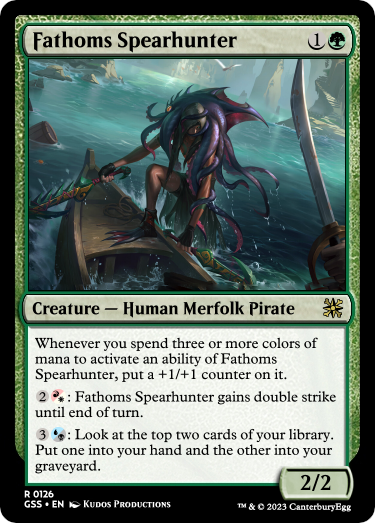 Fathoms Spearhunter 1
Creature — Human Merfolk Pirate
Whenever you spend three or more colors of
mana to activate an ability of Fathoms
Spearhunter, put a +1/+1 counter on it.
2 : Fathoms Spearhunter gains double strike
until end of turn.
3 : Look at the top two cards of your library.
Put one into your hand and the other into your
graveyard.
2/2
R 0126
GSS • EN Kudos Productions
™ & © 2023 CanterburyEgg